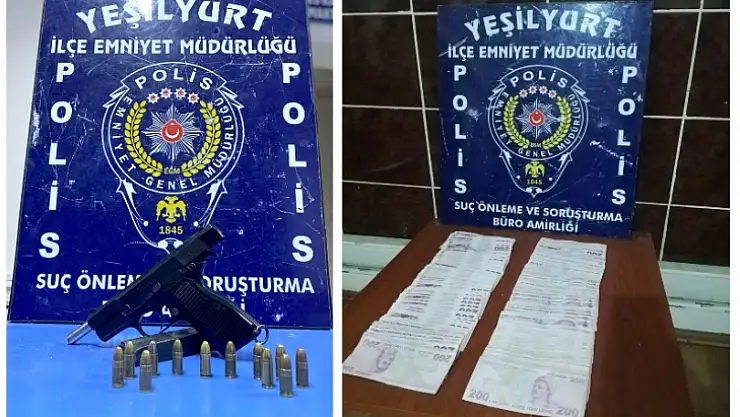 YEŞİLYURT
İLÇE EMNİYET MÜDÜRLÜĞÜ
POLİS
POLİS
POLİS
EMNİYET GENEL MÜDÜRLÜĞÜ
EGM
1845
SUÇ ÖNLEME VE SORUŞTURMA
YEŞİLYURT
İLÇE EMNİYET MÜDÜRLÜĞÜ
POLİS
POLİS
POLİS
EMNİYET GENEL MÜDÜRLÜĞÜ
EGM
1845
SUÇ ÖNLEME VE SORUŞTURMA
BÜRO AMİRLİĞİ
200
200
200